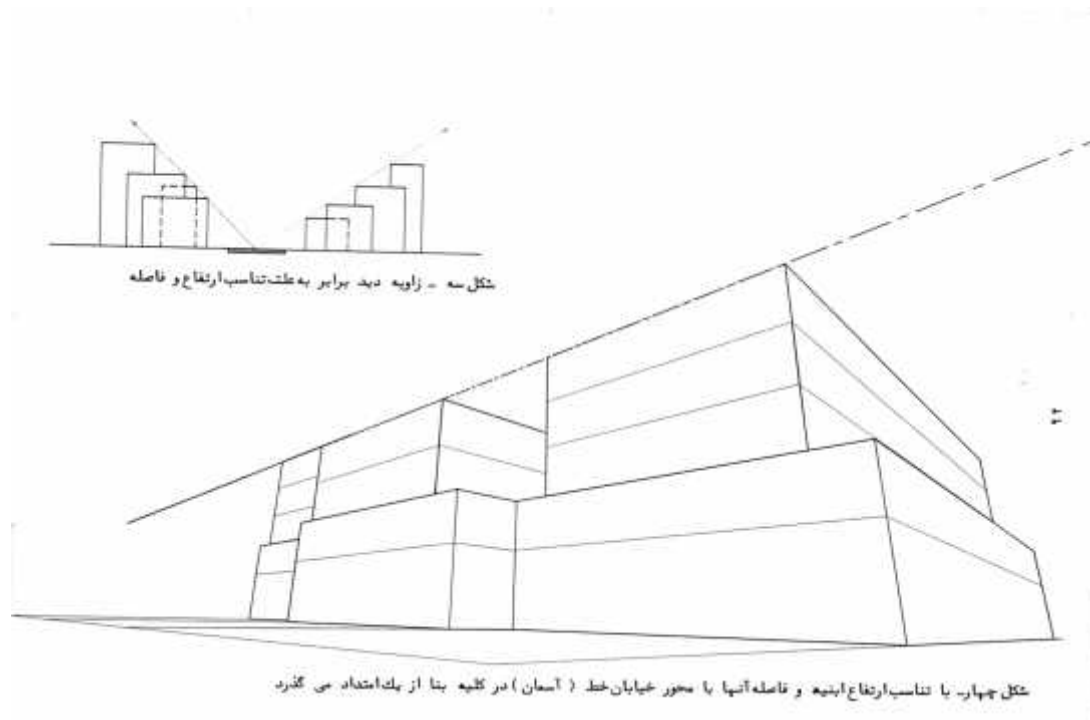 شکل سه - زاویه دید برابر به علت تناسب ارتفاع و فاصله
۲۲
شکل چهار- با تناسب ارتفاع ابنیه و فاصله آنها با محور خیابان خط ( آسمان ) در کلیه بنا از یک امتداد می گذرد